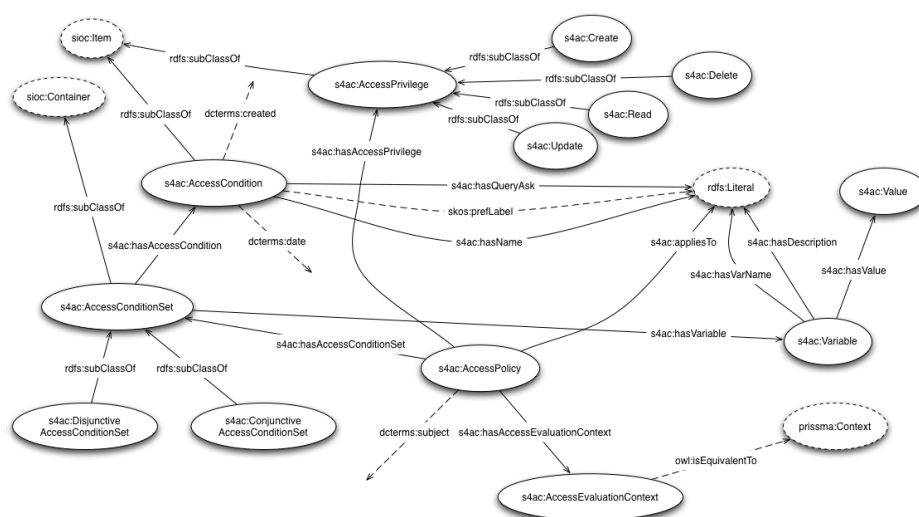 s4ac:Create
sioc:Item
rdfs:subClassOf
rdfs:subClassOf
s4ac:Delete
rdfs:subClassOf
s4ac:AccessPrivilege
sioc:Container
rdfs:subClassOf
s4ac:Read
dcterms:created
rdfs:subClassOf
rdfs:subClassOf
s4ac:Update
s4ac:hasAccessPrivilege
s4ac:AccessCondition
s4ac:hasQueryAsk
rdfs:Literal
s4ac:Value
rdfs:subClassOf
skos:prefLabel
dcterms:date
s4ac:hasName
s4ac:appliesTo
s4ac:hasDescription
s4ac:hasAccessCondition
s4ac:hasVarName
s4ac:hasValue
s4ac:AccessConditionSet
s4ac:hasVariable
s4ac:Variable
s4ac:hasAccessConditionSet
s4ac:AccessPolicy
rdfs:subClassOf
rdfs:subClassOf
s4ac:Disjunctive
AccessConditionSet
s4ac:Conjunctive
AccessConditionSet
dcterms:subject
s4ac:hasAccessEvaluationContext
prissma:Context
owl:isEquivalentTo
s4ac:AccessEvaluationContext